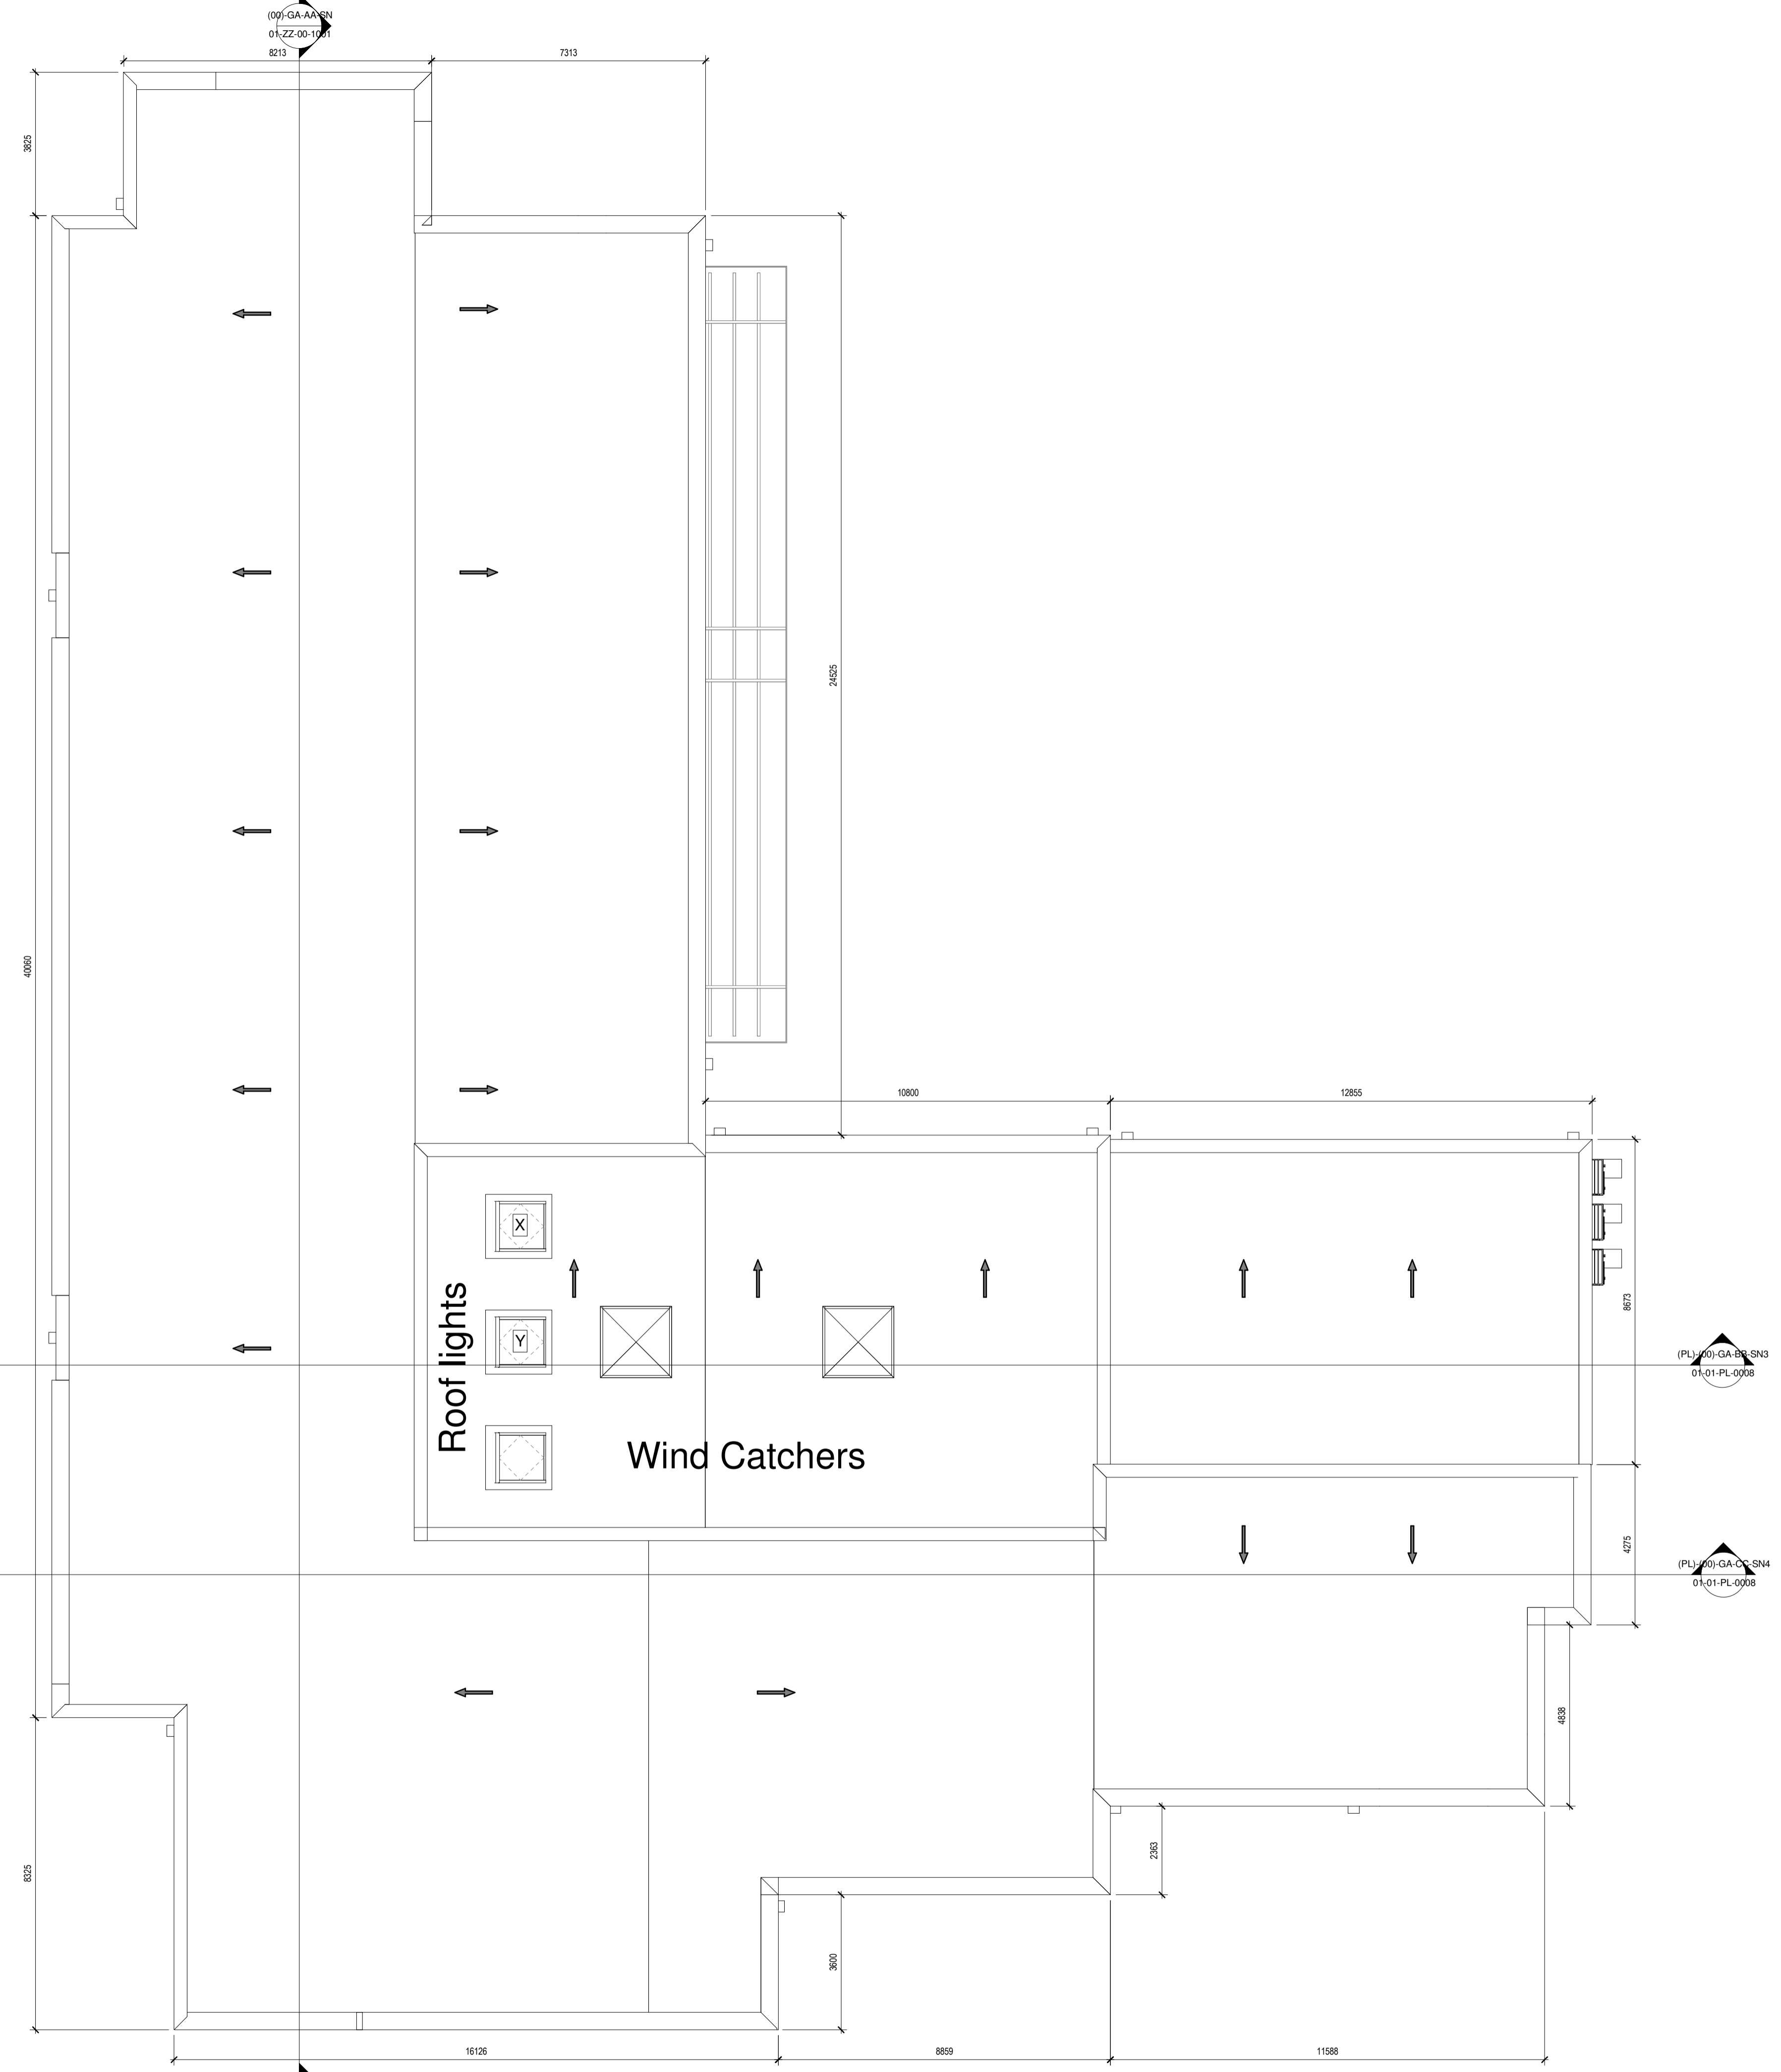 (00)-GA-AA-SN
01-ZZ-00-1001
8213
7313
3825
24525
40060
10800
12855
X
Y
Roof lights
Wind Catchers
8673
(PL)-(00)-GA-BB-SN3
01-01-PL-0008
4275
(PL)-(00)-GA-CC-SN4
01-01-PL-0008
4838
2363
8325
3600
16126
8859
11588